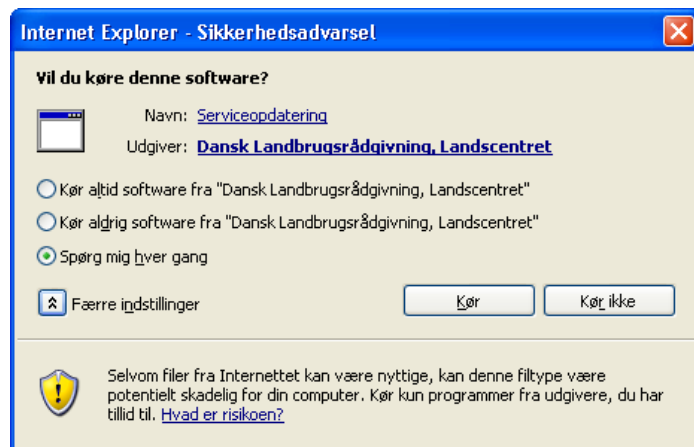 Internet Explorer - Sikkerhedsadvarsel
Vil du køre denne software?
Navn: Serviceopdatering
Udgiver: Dansk Landbrugsrådgivning, Landscentret
Kør altid software fra "Dansk Landbrugsrådgivning, Landscentret"
Kør aldrig software fra "Dansk Landbrugsrådgivning, Landscentret"
Spørg mig hver gang
Færre indstillinger
Kør
Kør ikke
Selvom filer fra Internettet kan være nyttige, kan denne filtype være
potentielt skadelig for din computer. Kør kun programmer fra udgivere, du har
tillid til. Hvad er risikoen?